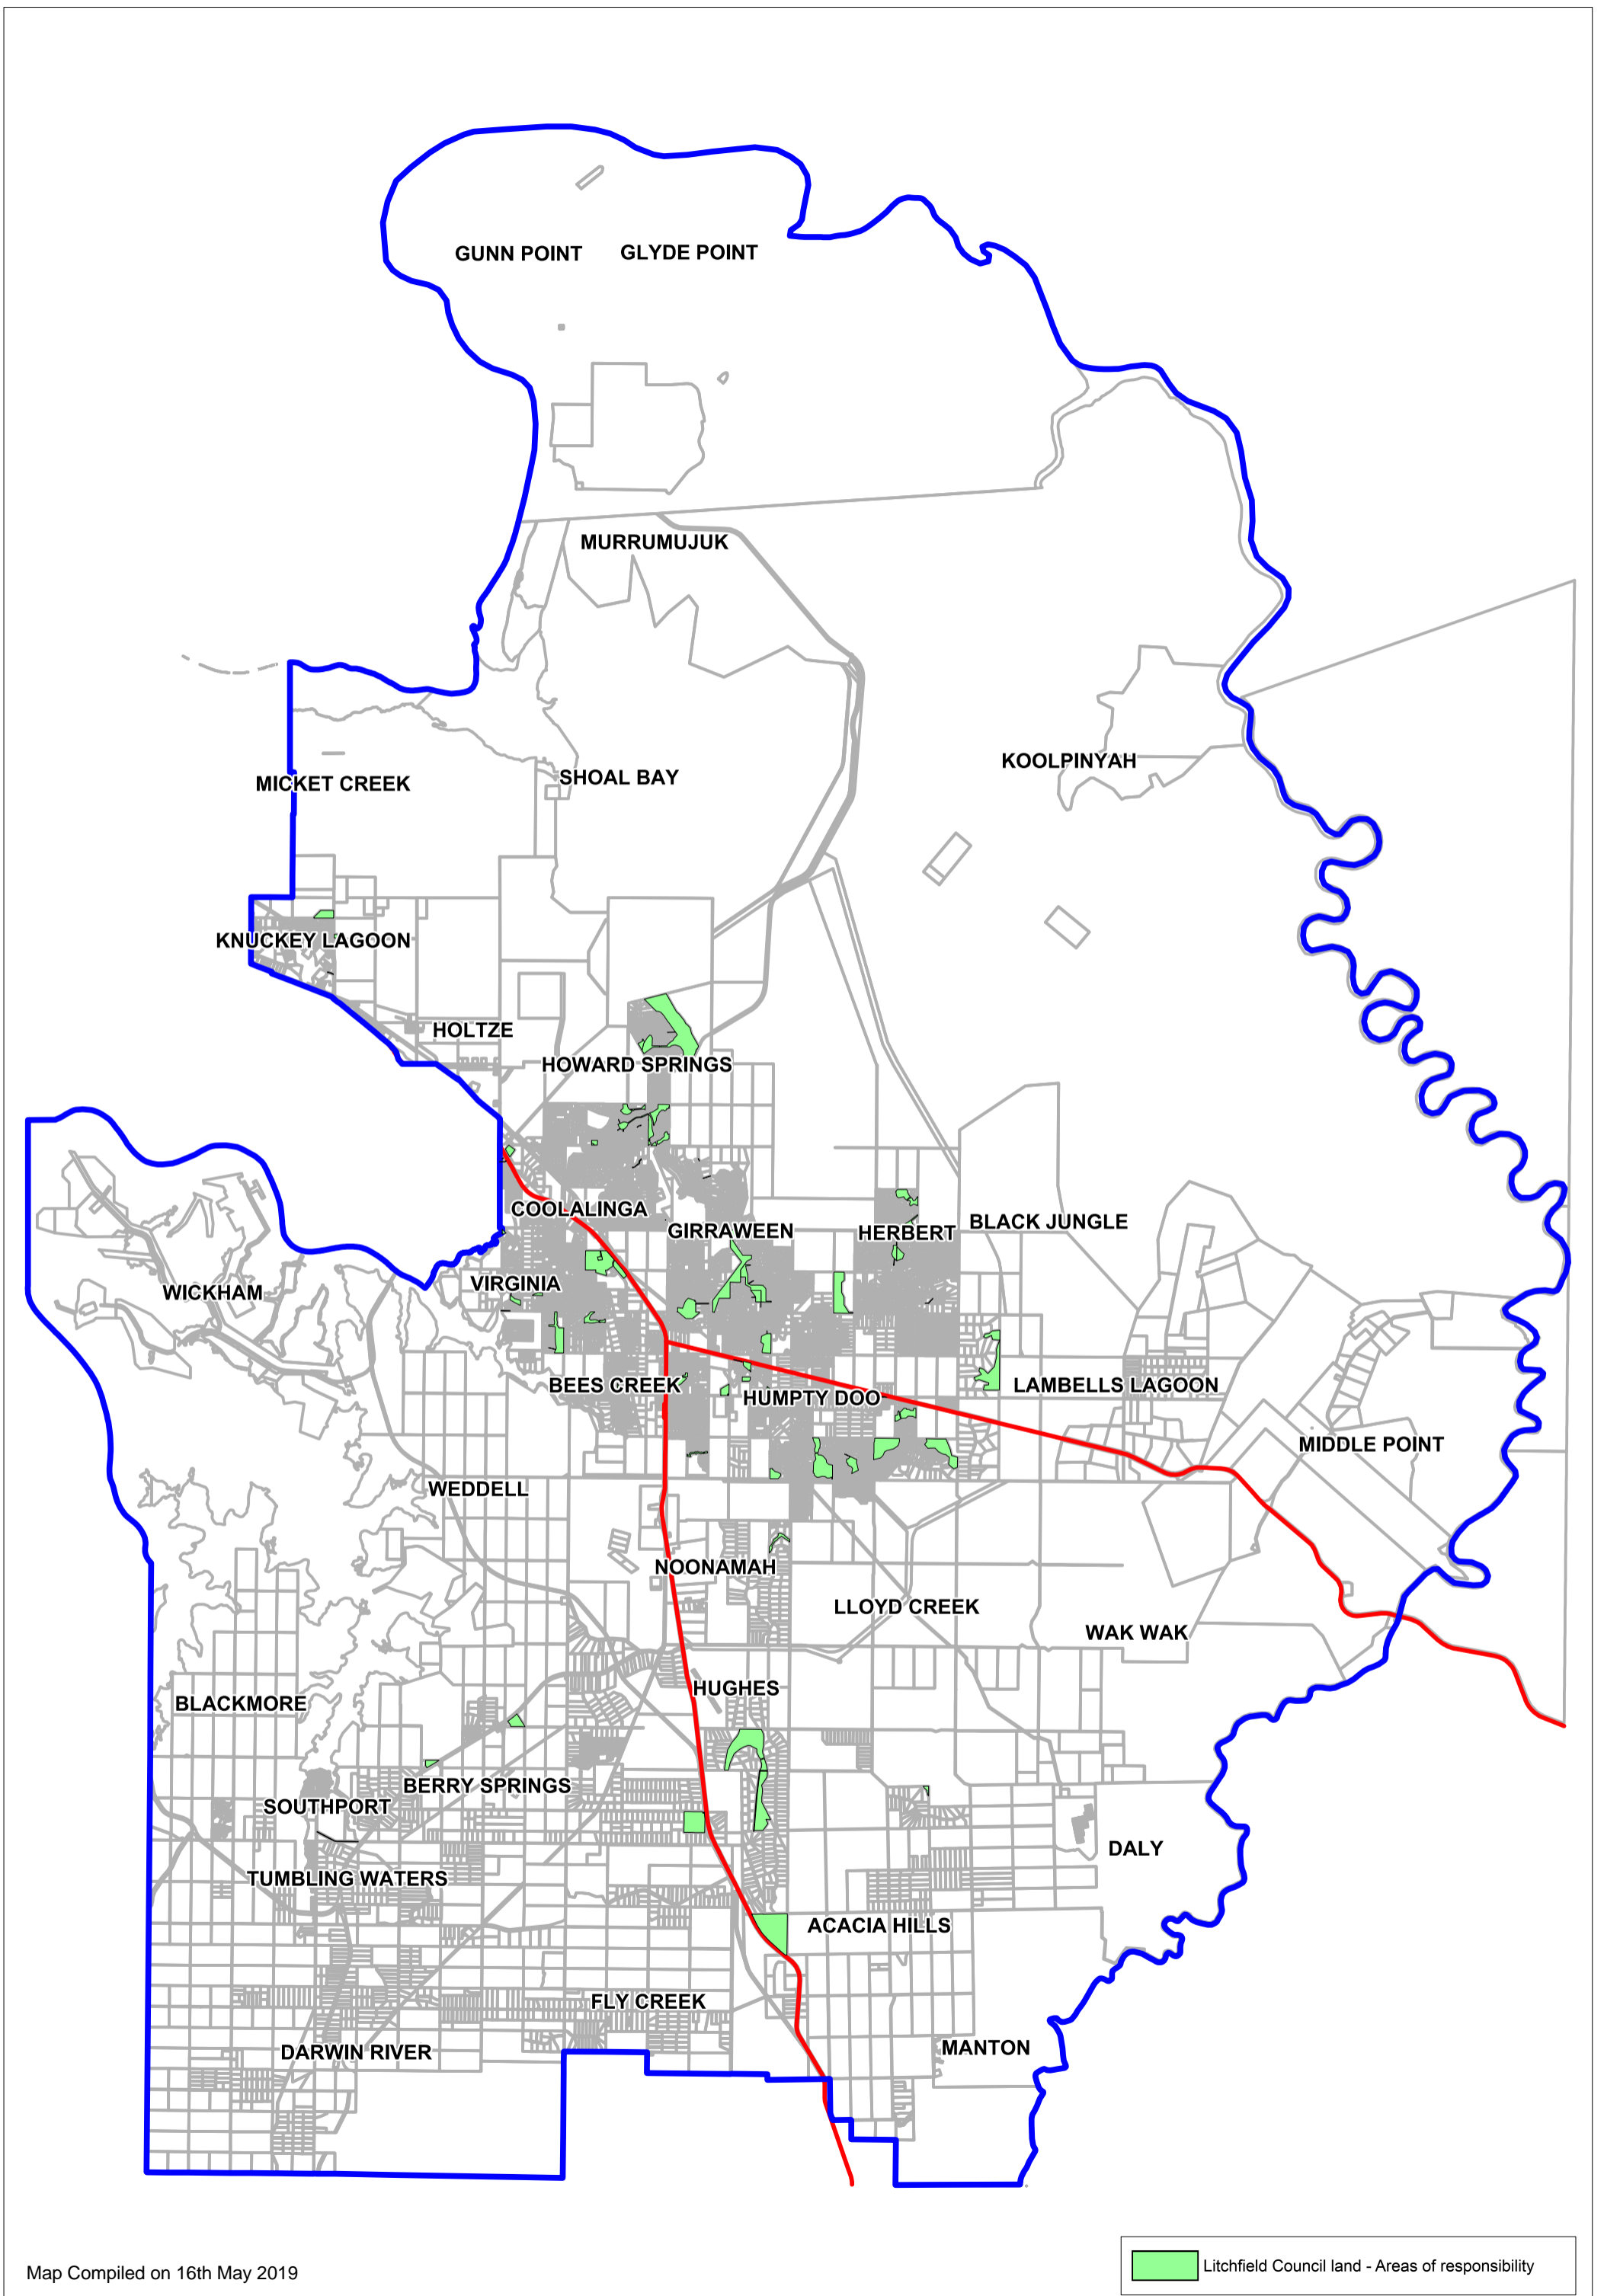 GUNN POINT
GLYDE POINT
MURRUMUJUK
KOOLPINYAH
SHOAL BAY
MICKET CREEK
KNUCKEY LAGOON
HOLTZE
HOWARD SPRINGS
COOLALINGA
GIRRAWEEN
HERBERT
BLACK JUNGLE
VIRGINIA
WICKHAM
BEES CREEK
HUMPTY DOO
LAMBELLS LAGOON
MIDDLE POINT
WEDDELL
NOONAMAH
LLOYD CREEK
WAK WAK
HUGHES
BLACKMORE
BERRY SPRINGS
SOUTHPORT
DALY
TUMBLING WATERS
ACACIA HILLS
FLY CREEK
DARWIN RIVER
MANTON
Map Compiled on 16th May 2019
Litchfield Council land - Areas of responsibility